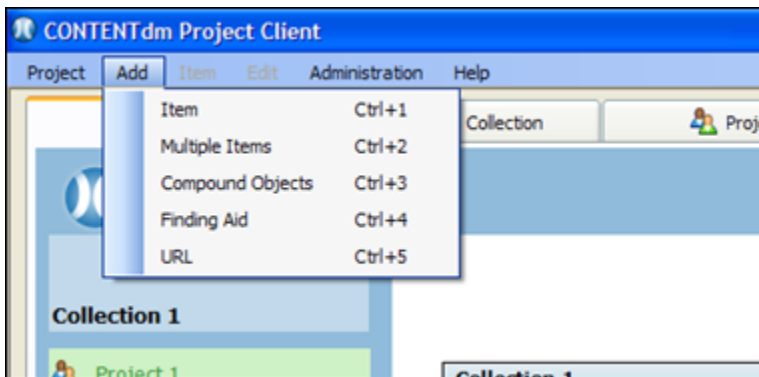 CONTENTdm Project Client
Project Add Item Edit Administration Help
Item Ctrl+1
Multiple Items Ctrl+2
Compound Objects Ctrl+3
Finding Aid Ctrl+4
URL Ctrl+5
Collection
Proj
Collection 1
Project 1
Collection 1